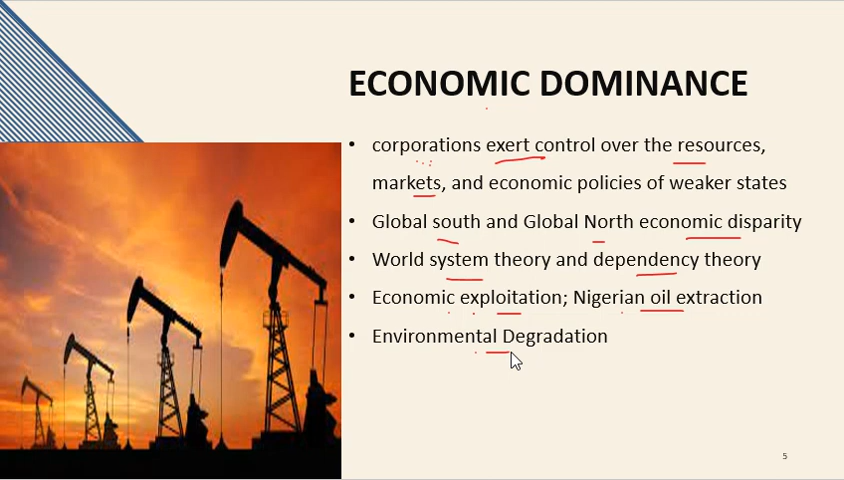 ECONOMIC DOMINANCE
• corporations exert control over the resources,
markets, and economic policies of weaker states
• Global south and Global North economic disparity
• World system theory and dependency theory
• Economic exploitation; Nigerian oil extraction
• Environmental Degradation
5